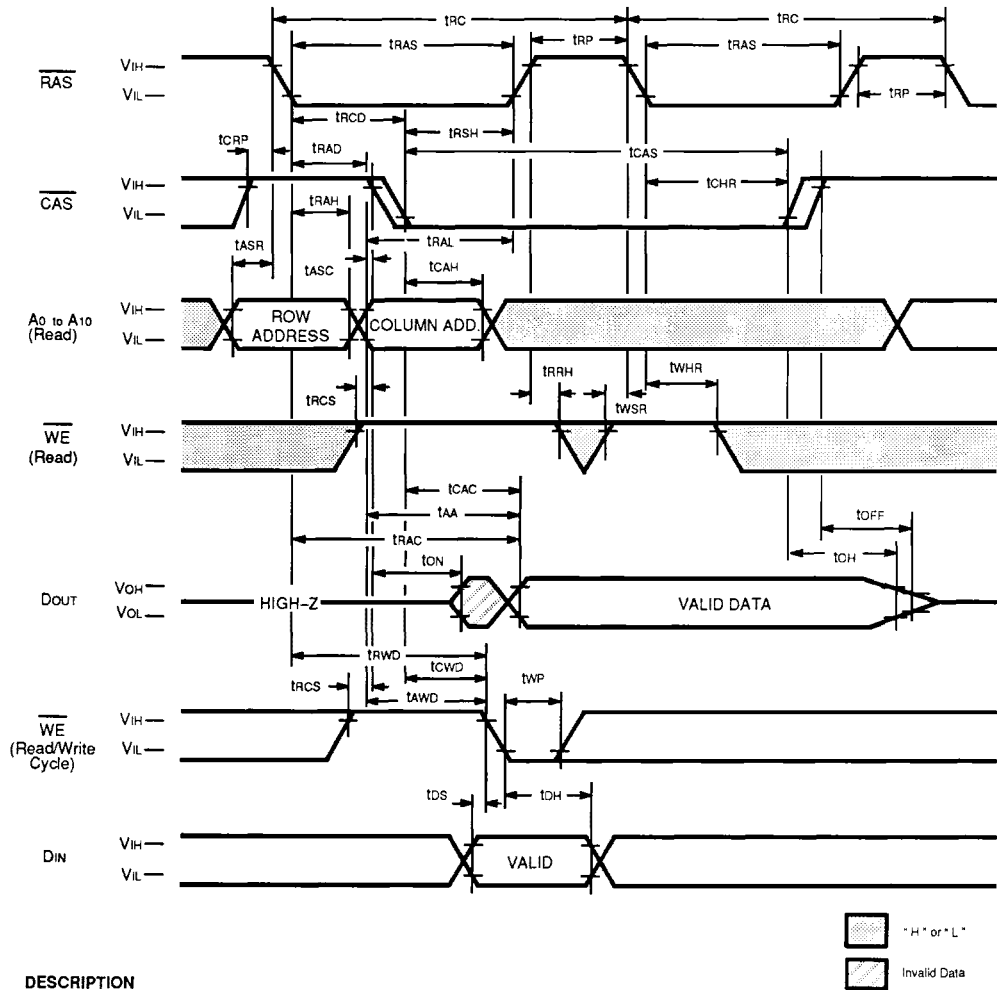 tRC tRC
tRAS tRP tRAS
RAS VIH
VIL
tRP
tRCD
tRSH
tCRP
tRAD
tCAS
CAS VIH
VIL
tCHR
tRAH
tRAL
tASR
tASC
tCAH
A0 to A10
(Read)
VIH
VIL
ROW
ADDRESS
COLUMN ADD.
tRRH
tWHR
tRCS
tWSR
WE
(Read)
VIH
VIL
tCAC
tAA
tRAC
tOFF
tOH
tON
DOUT
VOH
VOL
HIGH–Z
VALID DATA
tRWD
tCWD
tRCS
tAWD
tWP
WE
(Read/Write
Cycle)
VIH
VIL
tDS
tDH
DIN
VIH
VIL
VALID
"H" or "L"
Invalid Data
DESCRIPTION